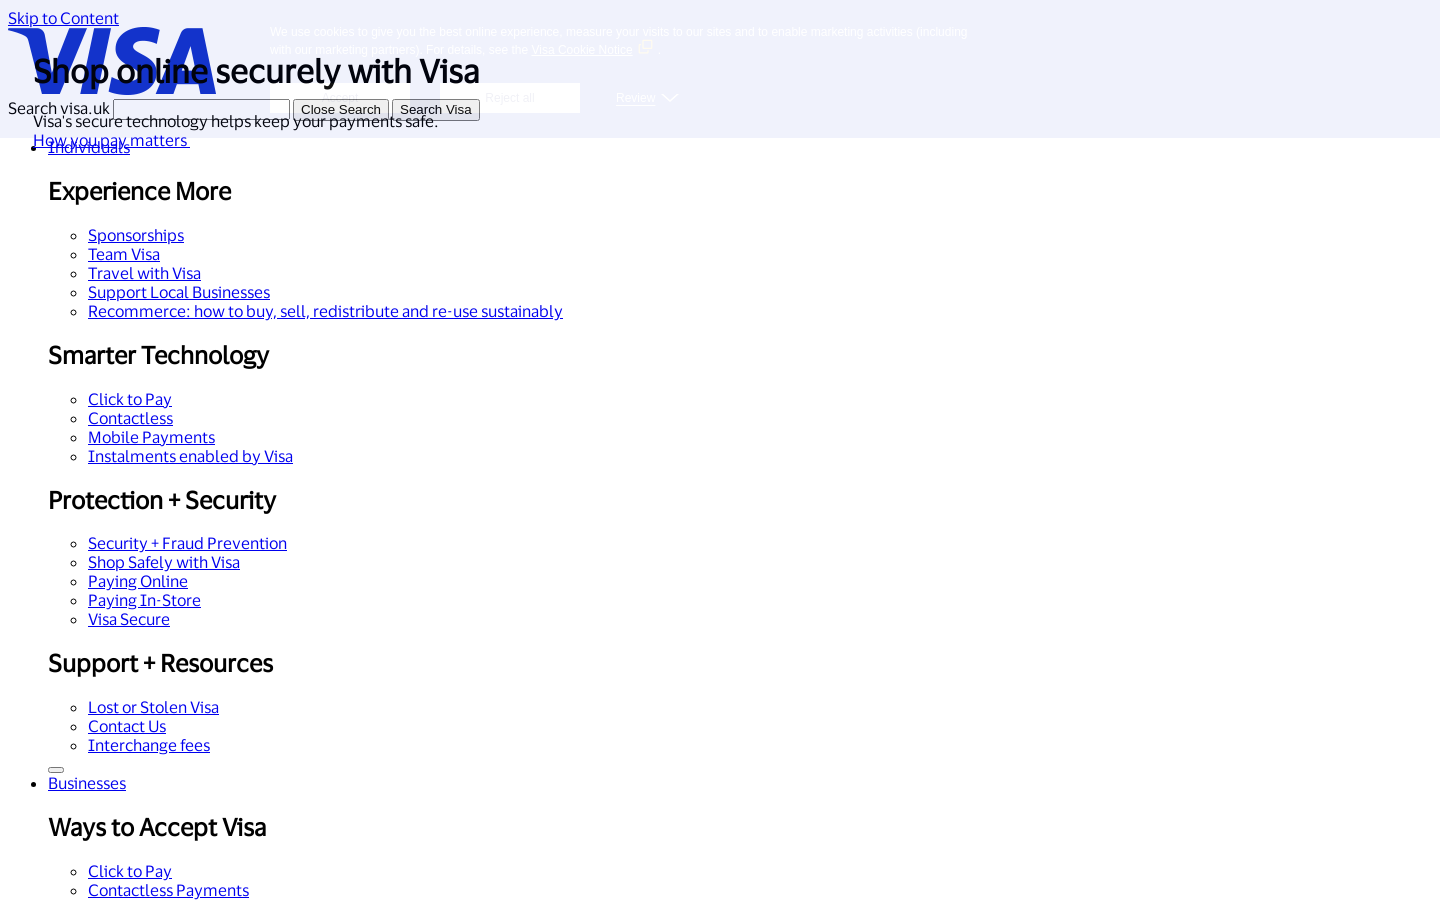 Skip to Content
VISA
We use cookies to give you the best online experience, measure your visits to our sites and to enable marketing activities (including
with our marketing partners). For details, see the Visa Cookie Notice
Shop online securely with Visa
Reject all
Review
Search visa.uk
Close Search
Search Visa
Visa's secure technology helps keep your payments safe.
How you pay matters
Individuals
Experience More
Sponsorships
Team Visa
Travel with Visa
Support Local Businesses
Recommerce: how to buy, sell, redistribute and re-use sustainably
Smarter Technology
Click to Pay
Contactless
Mobile Payments
Instalments enabled by Visa
Protection + Security
Security + Fraud Prevention
Shop Safely with Visa
Paying Online
Paying In-Store
Visa Secure
Support + Resources
Lost or Stolen Visa
Contact Us
Interchange fees
Businesses
Ways to Accept Visa
Click to Pay
Contactless Payments